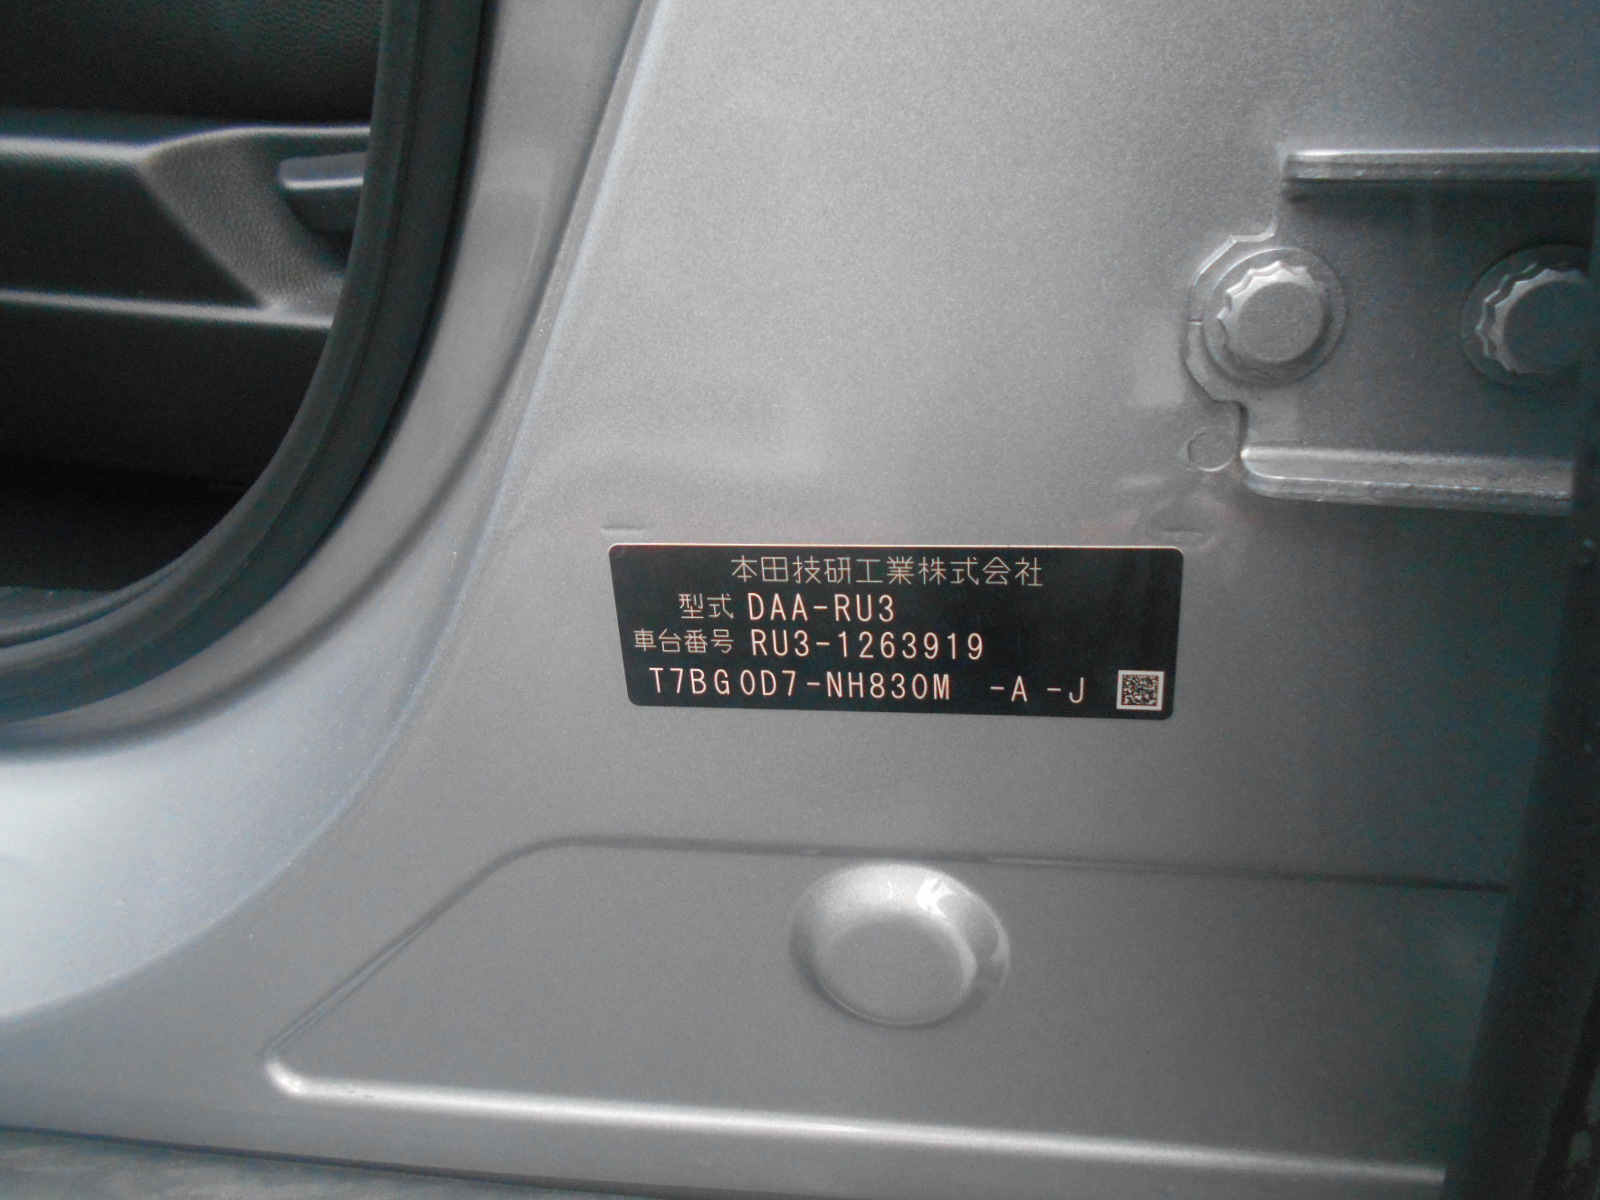 本田技研工業株式会社
型式 DAA-RU3
車台番号 RU3-1263919
T7BG0D7-NH830M -A -J